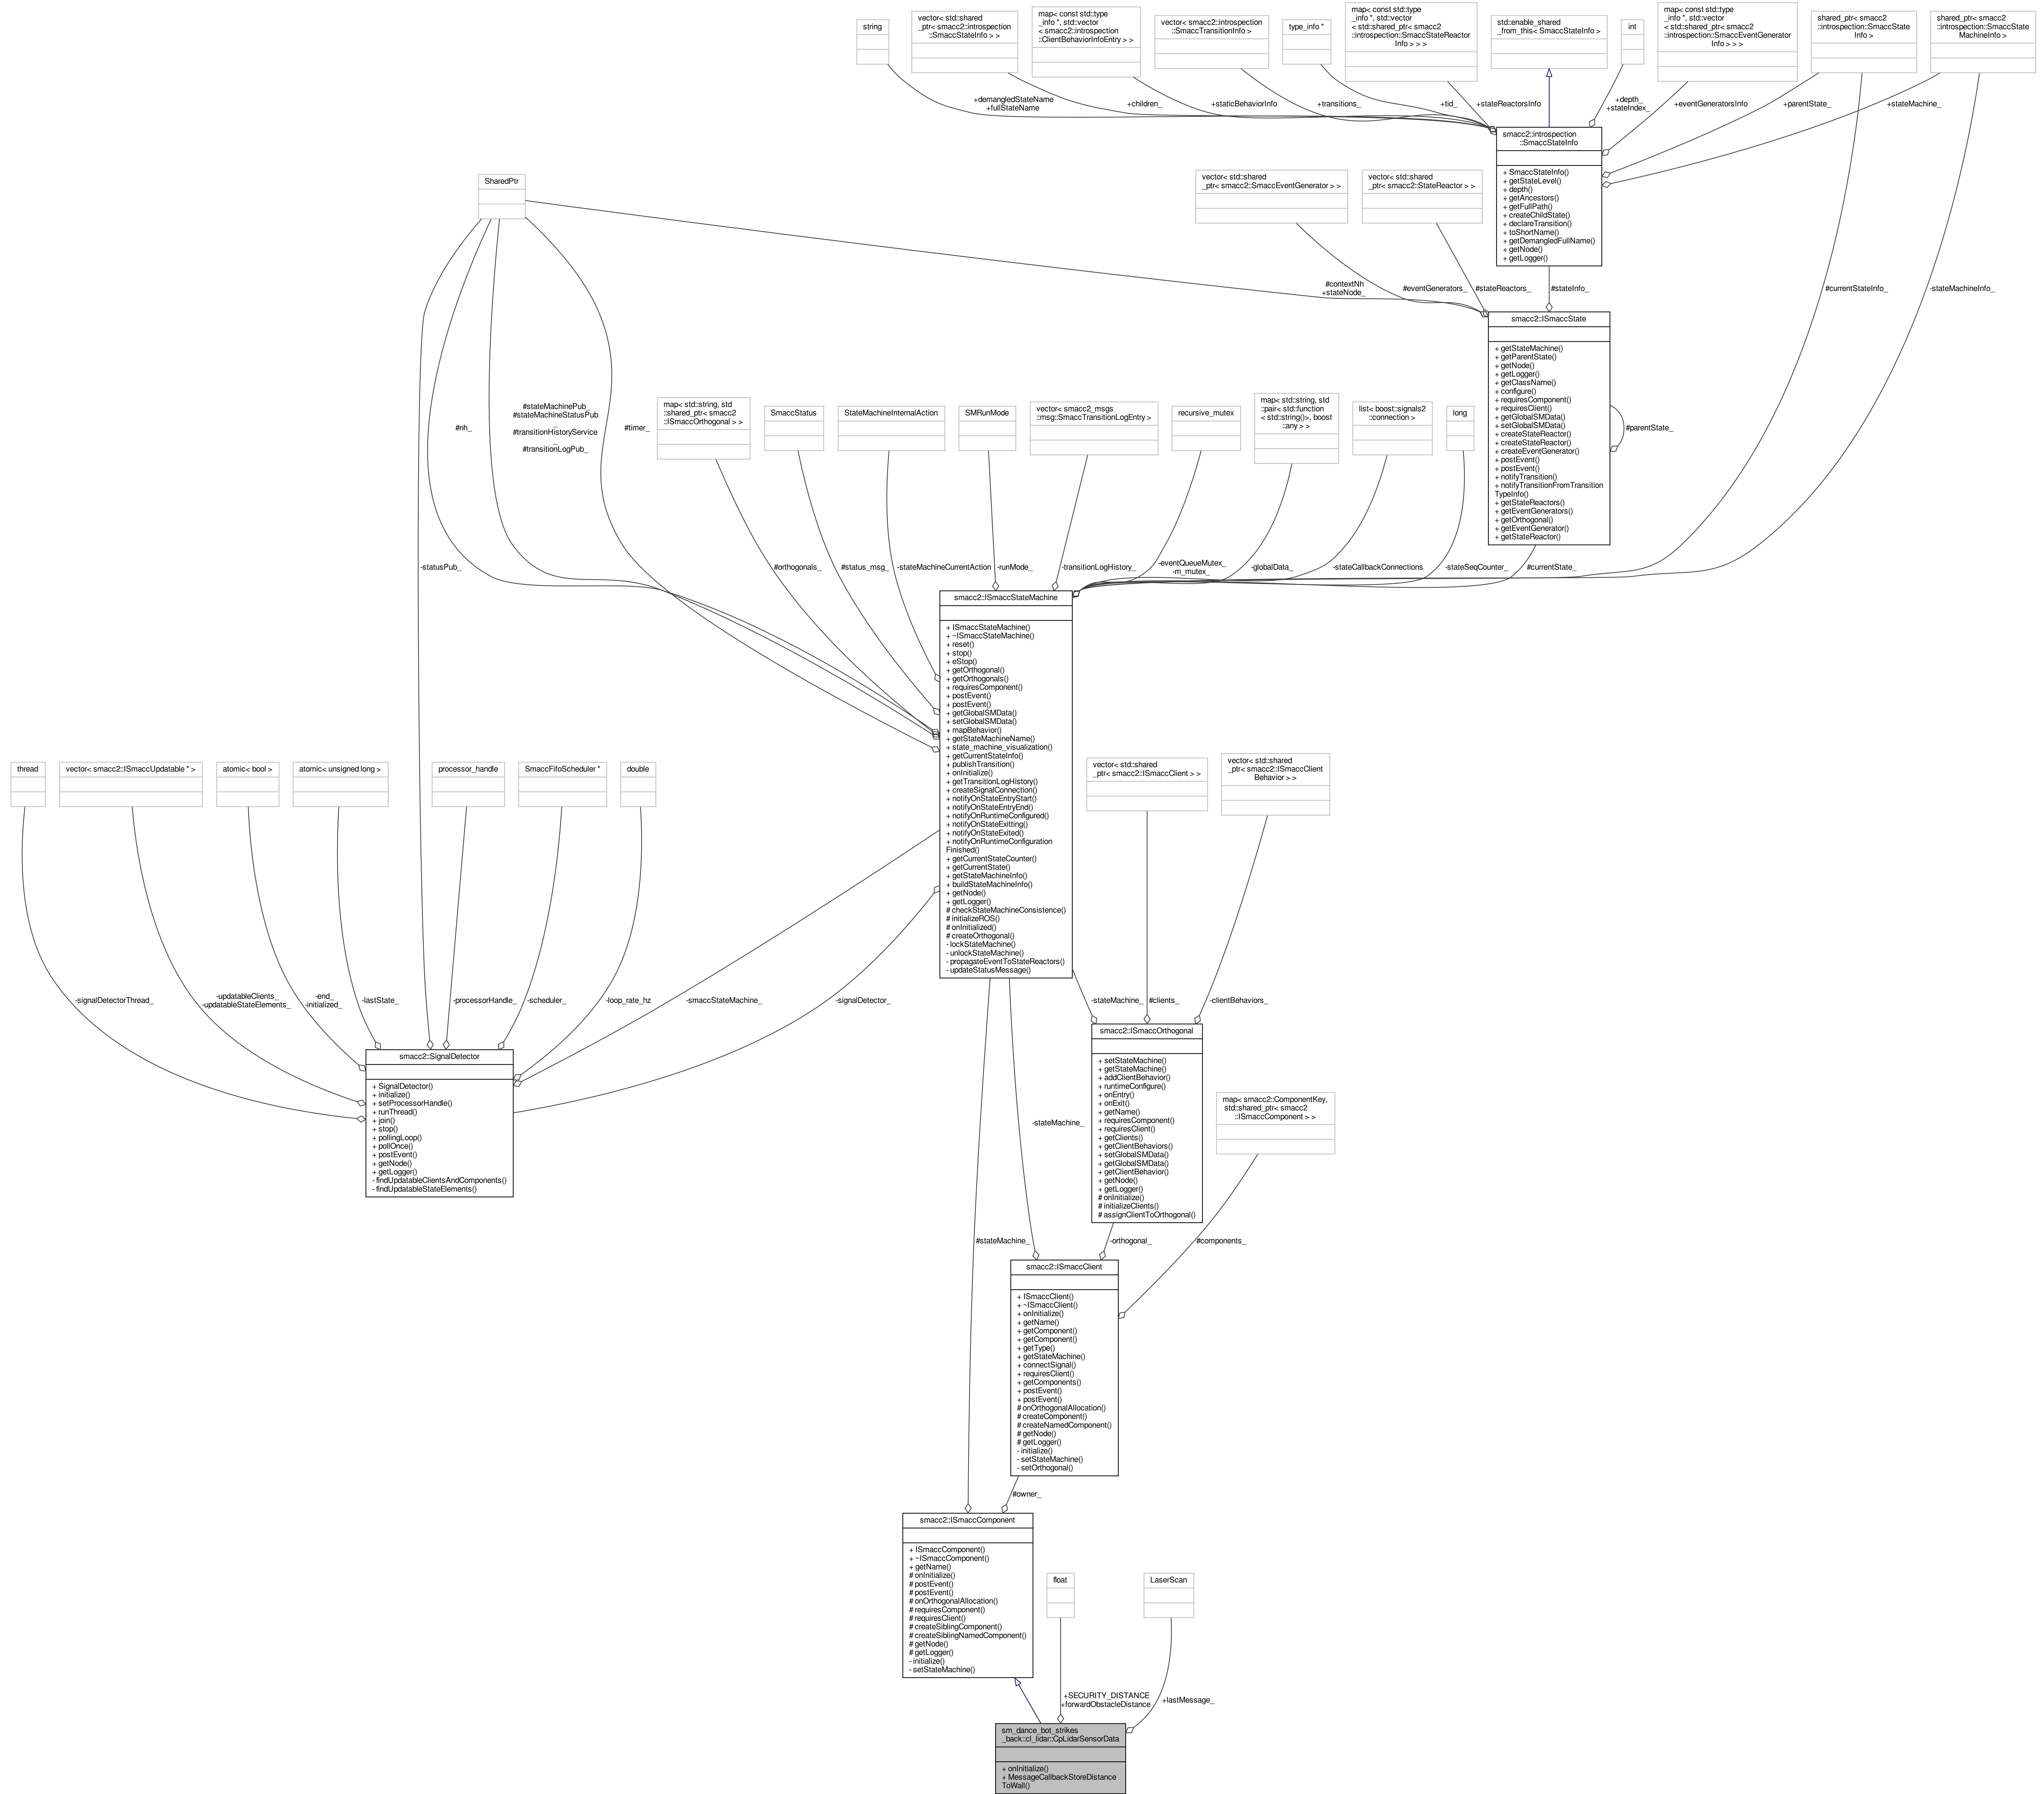 string
vector< std::shared
_ptr< smacc2::introspection
::SmaccStateInfo > >
map< const std::type
_info *, std::vector
< smacc2::introspection
::ClientBehaviorInfoEntry > >
vector< smacc2::introspection
::SmaccTransitionInfo >
type_info *
map< const std::type
_info *, std::vector
< std::shared_ptr< smacc2
::introspection::SmaccStateReactor
Info > > >
std::enable_shared
_from_this< SmaccStateInfo >
int
map< const std::type
_info *, std::vector
< std::shared_ptr< smacc2
::introspection::SmaccEventGenerator
Info > > >
shared_ptr< smacc2
::introspection::SmaccState
Info >
shared_ptr< smacc2
::introspection::SmaccState
MachineInfo >
+demangledStateName
+fullStateName
+children_
+staticBehaviorInfo
+transitions_
+tid_
+stateReactorsInfo
+depth_
+stateIndex_
+eventGeneratorsInfo
+parentState_
+stateMachine_
smacc2::introspection
::SmaccStateInfo
+ SmaccStateInfo()
+ getStateLevel()
+ depth()
+ getAncestors()
+ getFullPath()
+ createChildState()
+ declareTransition()
+ toShortName()
+ getDemangledFullName()
+ getNode()
+ getLogger()
SharedPtr
vector< std::shared
_ptr< smacc2::SmaccEventGenerator > >
vector< std::shared
_ptr< smacc2::StateReactor > >
#contextNh
+stateNode_
#eventGenerators_
#stateReactors_
#stateInfo_
#currentStateInfo_
-stateMachineInfo_
smacc2::ISmaccState
+ getStateMachine()
+ getParentState()
+ getNode()
+ getLogger()
+ getClassName()
+ configure()
+ requiresComponent()
+ requiresClient()
+ getGlobalSMData()
+ setGlobalSMData()
+ createStateReactor()
+ createStateReactor()
+ createEventGenerator()
+ postEvent()
+ postEvent()
+ notifyTransition()
+ notifyTransitionFromTransition
TypeInfo()
+ getStateReactors()
+ getEventGenerators()
+ getOrthogonal()
+ getEventGenerator()
+ getStateReactor()
#parentState_
#nh_
#stateMachinePub_
#stateMachineStatusPub
_
#transitionHistoryService
_
#transitionLogPub_
#timer_
map< std::string, std
::shared_ptr< smacc2
::ISmaccOrthogonal > >
SmaccStatus
StateMachineInternalAction
SMRunMode
vector< smacc2_msgs
::msg::SmaccTransitionLogEntry >
recursive_mutex
map< std::string, std
::pair< std::function
< std::string()>, boost
::any > >
list< boost::signals2
::connection >
long
-statusPub_
#orthogonals_
#status_msg_
-stateMachineCurrentAction
-runMode_
-transitionLogHistory_
-eventQueueMutex_
-m_mutex_
-globalData_
-stateCallbackConnections
-stateSeqCounter_
#currentState_
smacc2::ISmaccStateMachine
+ ISmaccStateMachine()
+ ~ISmaccStateMachine()
+ reset()
+ stop()
+ eStop()
+ getOrthogonal()
+ getOrthogonals()
+ requiresComponent()
+ postEvent()
+ postEvent()
+ getGlobalSMData()
+ setGlobalSMData()
+ mapBehavior()
+ getStateMachineName()
+ state_machine_visualization()
+ getCurrentStateInfo()
+ publishTransition()
+ onInitialize()
+ getTransitionLogHistory()
+ createSignalConnection()
+ notifyOnStateEntryStart()
+ notifyOnStateEntryEnd()
+ notifyOnRuntimeConfigured()
+ notifyOnStateExitting()
+ notifyOnStateExited()
+ notifyOnRuntimeConfiguration
Finished()
+ getCurrentStateCounter()
+ getCurrentState()
+ getStateMachineInfo()
+ buildStateMachineInfo()
+ getNode()
+ getLogger()
# checkStateMachineConsistence()
# initializeROS()
# onInitialized()
# createOrthogonal()
- lockStateMachine()
- unlockStateMachine()
- propagateEventToStateReactors()
- updateStatusMessage()
thread
vector< smacc2::ISmaccUpdatable * >
atomic< bool >
atomic< unsigned long >
processor_handle
SmaccFifoScheduler *
double
vector< std::shared
_ptr< smacc2::ISmaccClient > >
vector< std::shared
_ptr< smacc2::ISmaccClient
Behavior > >
-signalDetectorThread_
-updatableClients_
-updatableStateElements_
-end_
-initialized_
-lastState_
-processorHandle_
-scheduler_
-loop_rate_hz
-smaccStateMachine_
-signalDetector_
-stateMachine_
#clients_
-clientBehaviors_
smacc2::SignalDetector
+ SignalDetector()
+ initialize()
+ setProcessorHandle()
+ runThread()
+ join()
+ stop()
+ pollingLoop()
+ pollOnce()
+ postEvent()
+ getNode()
+ getLogger()
- findUpdatableClientsAndComponents()
- findUpdatableStateElements()
smacc2::ISmaccOrthogonal
+ setStateMachine()
+ getStateMachine()
+ addClientBehavior()
+ runtimeConfigure()
+ onEntry()
+ onExit()
+ getName()
+ requiresComponent()
+ requiresClient()
+ getClients()
+ getClientBehaviors()
+ setGlobalSMData()
+ getGlobalSMData()
+ getClientBehavior()
+ getNode()
+ getLogger()
# onInitialize()
# initializeClients()
# assignClientToOrthogonal()
map< smacc2::ComponentKey,
std::shared_ptr< smacc2
::ISmaccComponent > >
-stateMachine_
#stateMachine_
-orthogonal_
#components_
smacc2::ISmaccClient
+ ISmaccClient()
+ ~ISmaccClient()
+ onInitialize()
+ getName()
+ getComponent()
+ getComponent()
+ getType()
+ getStateMachine()
+ connectSignal()
+ requiresClient()
+ getComponents()
+ postEvent()
+ postEvent()
# onOrthogonalAllocation()
# createComponent()
# createNamedComponent()
# getNode()
# getLogger()
- initialize()
- setStateMachine()
- setOrthogonal()
#owner_
smacc2::ISmaccComponent
+ ISmaccComponent()
+ ~ISmaccComponent()
+ getName()
# onInitialize()
# postEvent()
# postEvent()
# onOrthogonalAllocation()
# requiresComponent()
# requiresClient()
# createSiblingComponent()
# createSiblingNamedComponent()
# getNode()
# getLogger()
- initialize()
- setStateMachine()
float
LaserScan
+SECURITY_DISTANCE
+forwardObstacleDistance
+lastMessage_
sm_dance_bot_strikes
_back::cl_lidar::CpLidarSensorData
+ onInitialize()
+ MessageCallbackStoreDistance
ToWall()